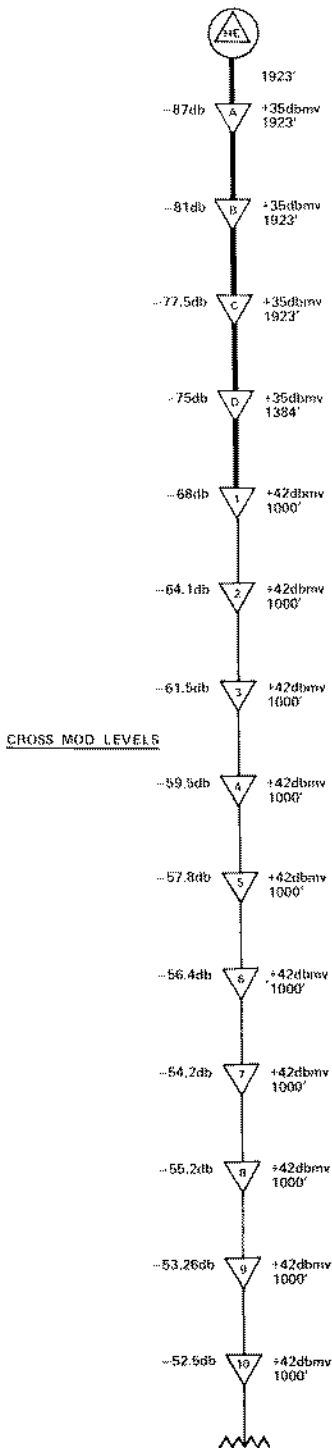 HE
1923'
-87db A +35dbmv
1923'
-81db B +35dbmv
1923'
-77.5db C +35dbmv
1923'
-75db D +35dbmv
1384'
-68db 1 +42dbmv
1000'
-64.1db 2 +42dbmv
1000'
-61.5db 3 +42dbmv
1000'
CROSS MOD LEVELS
-59.5db 4 +42dbmv
1000'
-57.8db 5 +42dbmv
1000'
-56.4db 6 +42dbmv
1000'
-54.2db 7 +42dbmv
1000'
-55.2db 8 +42dbmv
1000'
-53.26db 9 +42dbmv
1000'
-52.5db 10 +42dbmv
1000'